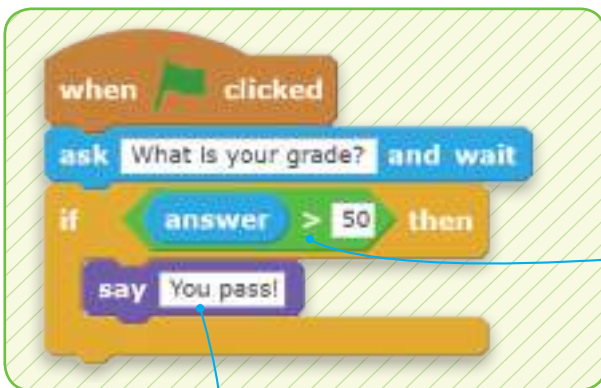 when clicked
ask What is your grade? and wait
if answer > 50 then
say You pass!